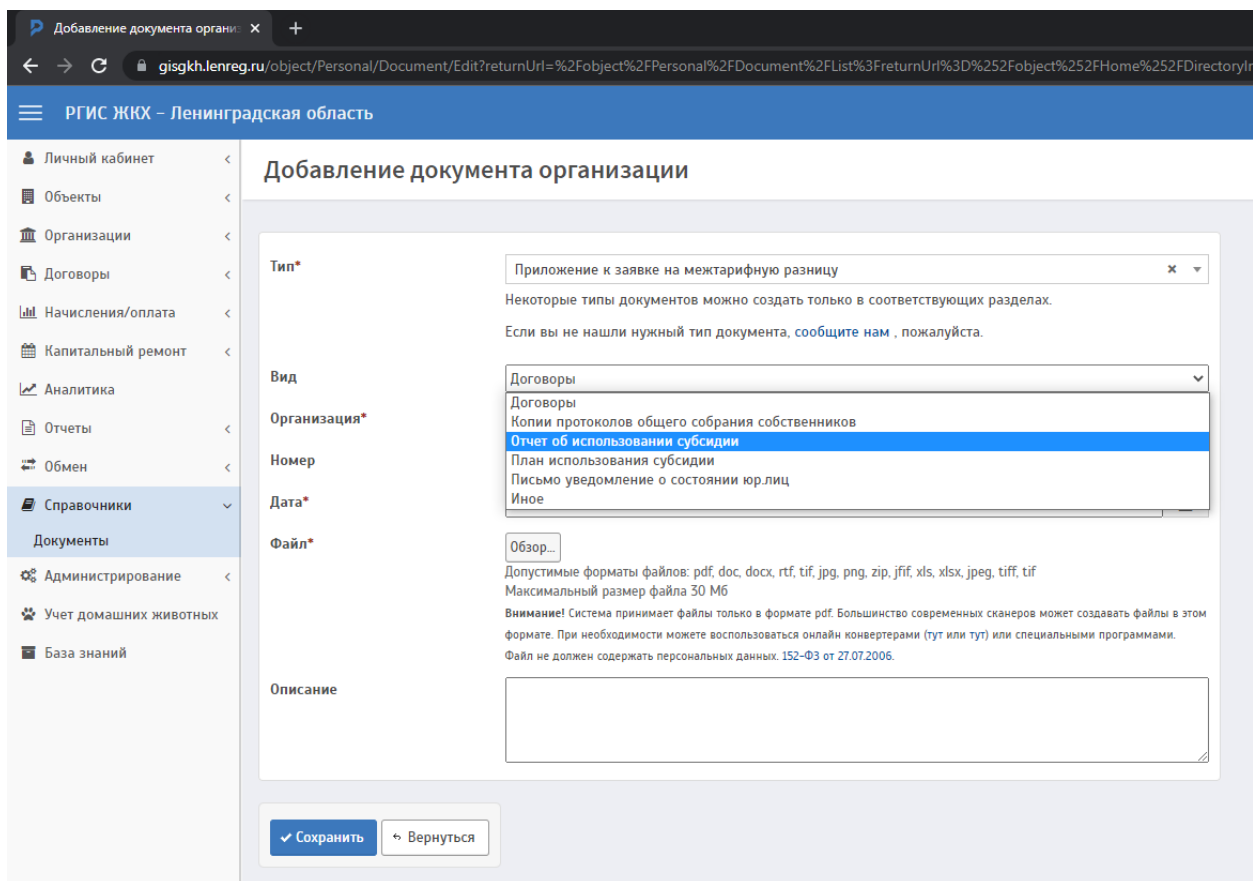 Добавление документа органи
gisgkh.lenreg.ru/object/Personal/Document/Edit?returnUrl=%2Fobject%2FPersonal%2FDocument%2FList%3FreturnUrl%3D%252Fobject%252FHome%252FDirectoryIn
РГИС ЖКХ – Ленинградская область
Личный кабинет
Объекты
Организации
Договоры
Начисления/оплата
Капитальный ремонт
Аналитика
Отчеты
Обмен
Справочники
Документы
Администрирование
Учет домашних животных
База знаний
Добавление документа организации
Тип*
Приложение к заявке на межтарифную разницу
Некоторые типы документов можно создать только в соответствующих разделах.
Если вы не нашли нужный тип документа, сообщите нам , пожалуйста.
Вид
Договоры
Договоры
Копии протоколов общего собрания собственников
Отчет об использовании субсидии
План использования субсидии
Письмо уведомление о состоянии юр.лиц
Иное
Организация*
Номер
Дата*
Файл*
Обзор...
Допустимые форматы файлов: pdf, doc, docx, rtf, tif, jpg, png, zip, jfif, xls, xlsx, jpeg, tiff, tif
Максимальный размер файла 30 Мб
Внимание! Система принимает файлы только в формате pdf. Большинство современных сканеров может создавать файлы в этом
формате. При необходимости можете воспользоваться онлайн конвертерами (тут или тут) или специальными программами.
Файл не должен содержать персональных данных. 152-ФЗ от 27.07.2006.
Описание
Сохранить
Вернуться